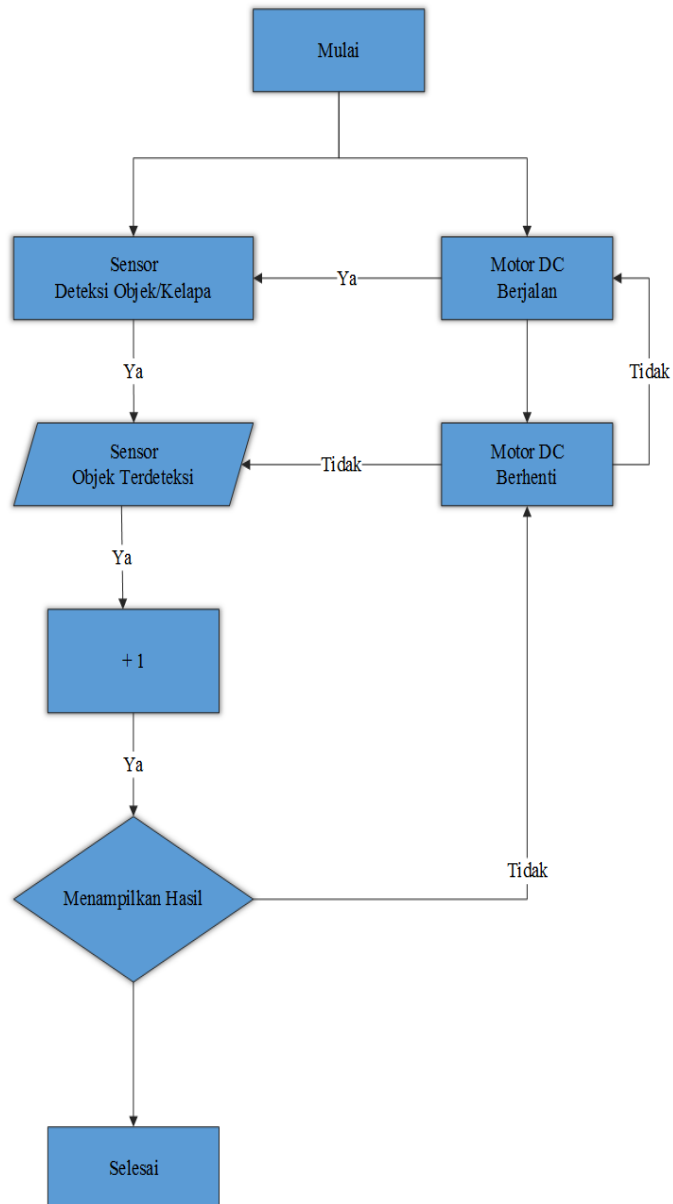 Mulai
Sensor
Deteksi Objek/Kelapa
Ya
Motor DC
Berjalan
Ya
Tidak
Sensor
Objek Terdeteksi
Tidak
Motor DC
Berhenti
Ya
+ 1
Ya
Tidak
Menampilkan Hasil
Selesai